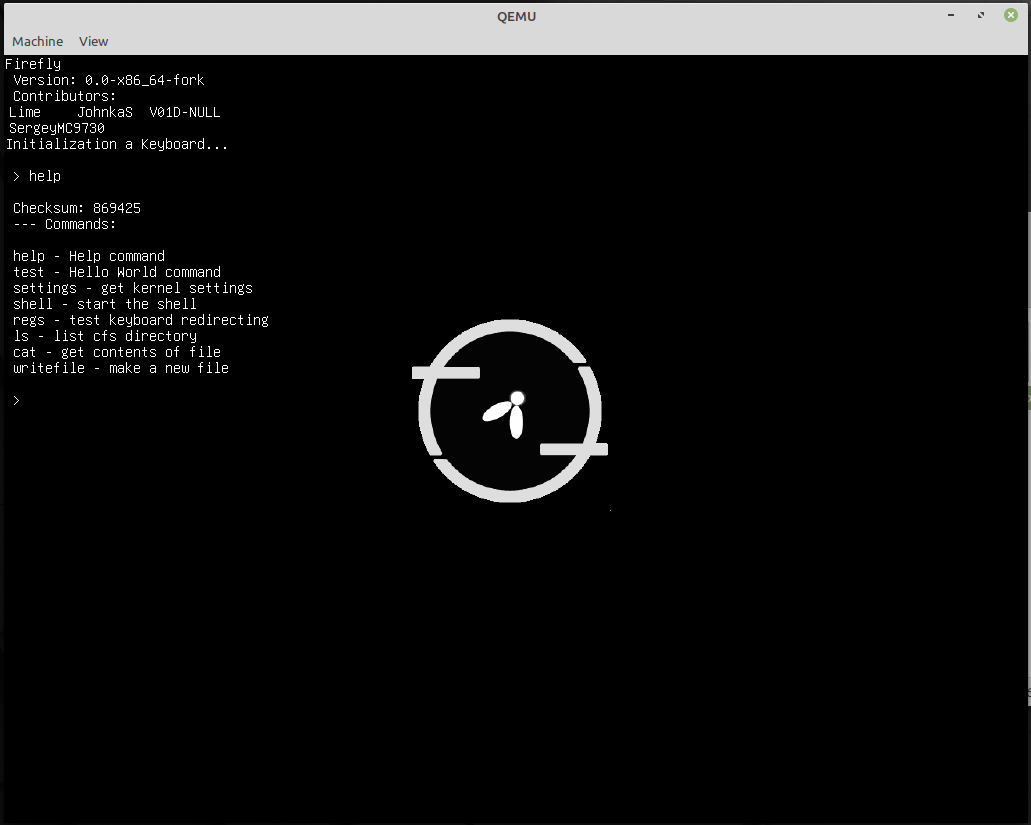 QEMU
Machine View
Firefly
Version: 0.0-x86_64-fork
Contributors:
Lime JohnkaS V01D-NULL
SergeyMC9730
Initialization a Keyboard...
> help
Checksum: 869425
--- Commands:
help - Help command
test - Hello World command
settings - get kernel settings
shell - start the shell
regs - test keyboard redirecting
ls - list cfs directory
cat - get contents of file
writefile - make a new file
>